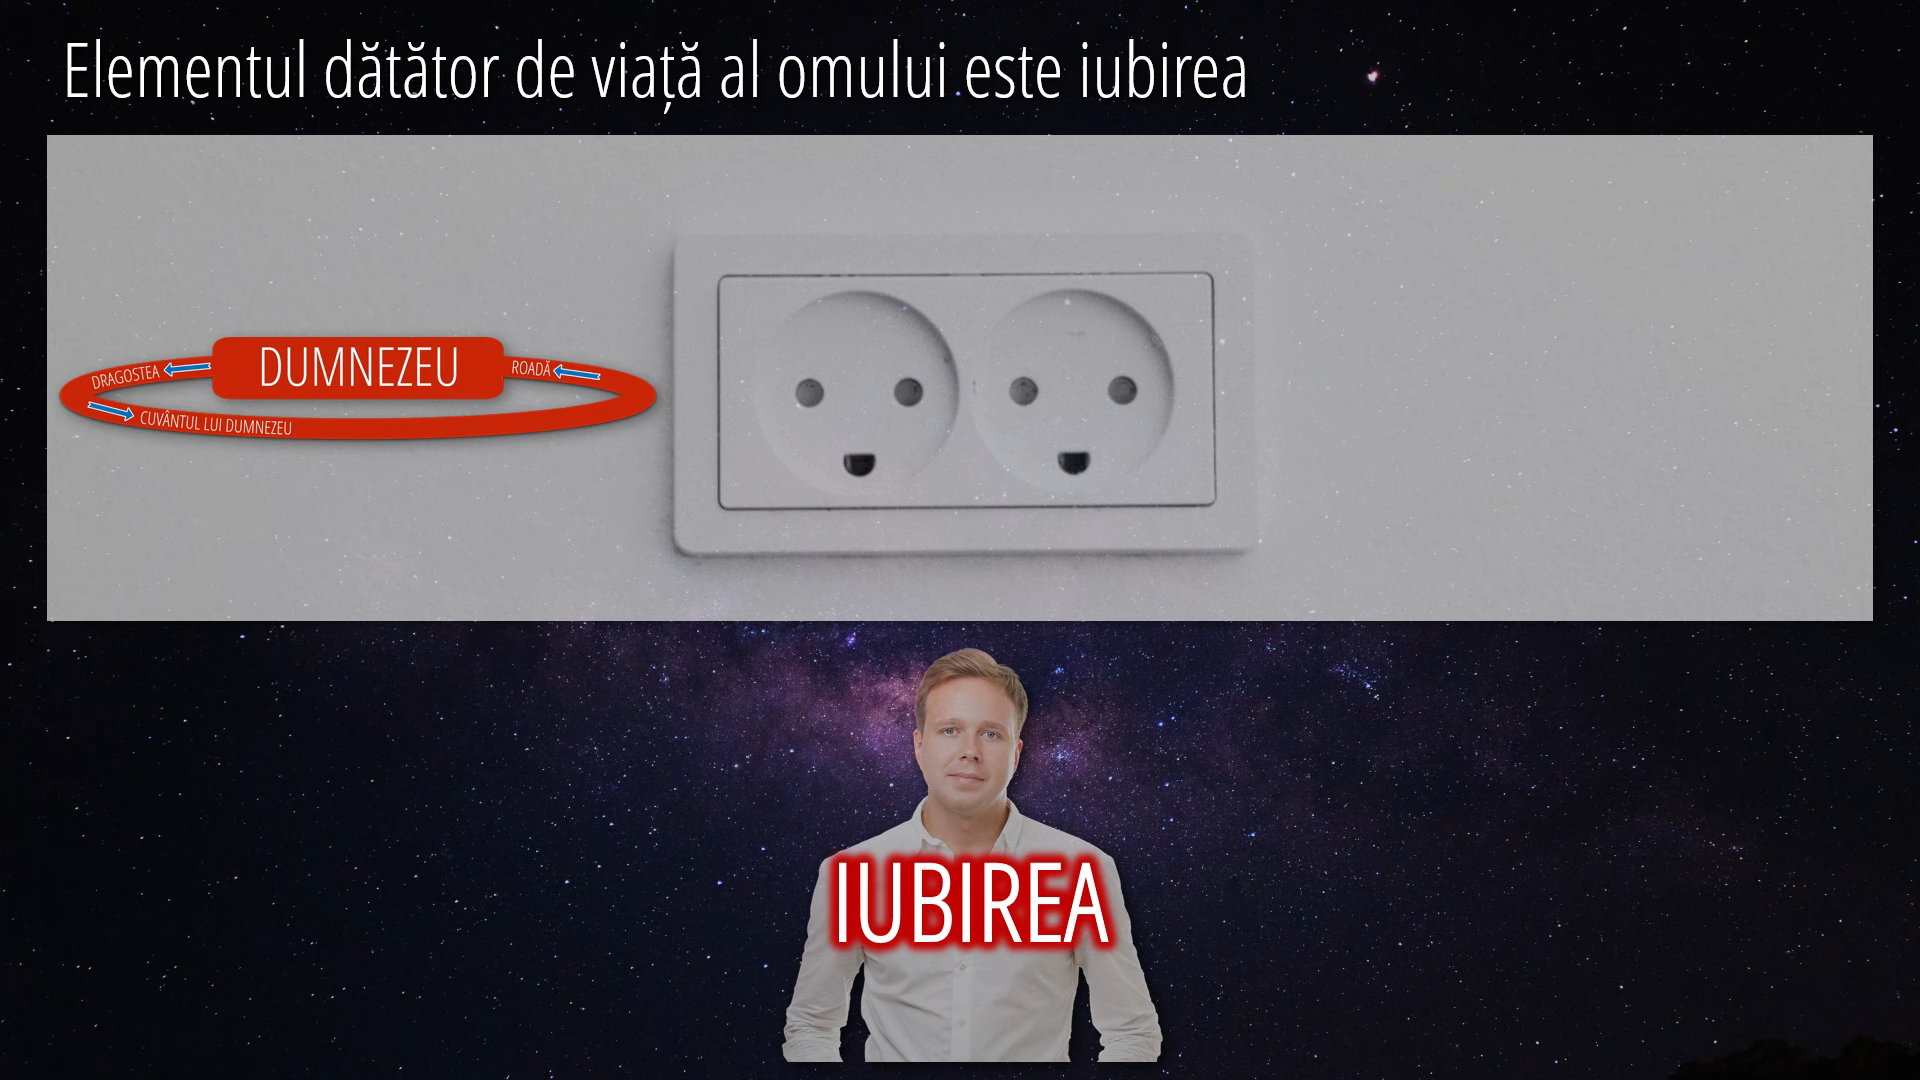 Elementul dătător de viață al omului este iubirea
DUMNEZEU
DRAGOSTEA
ROADĂ
CUVÂNTUL LUI DUMNEZEU
IUBIREA